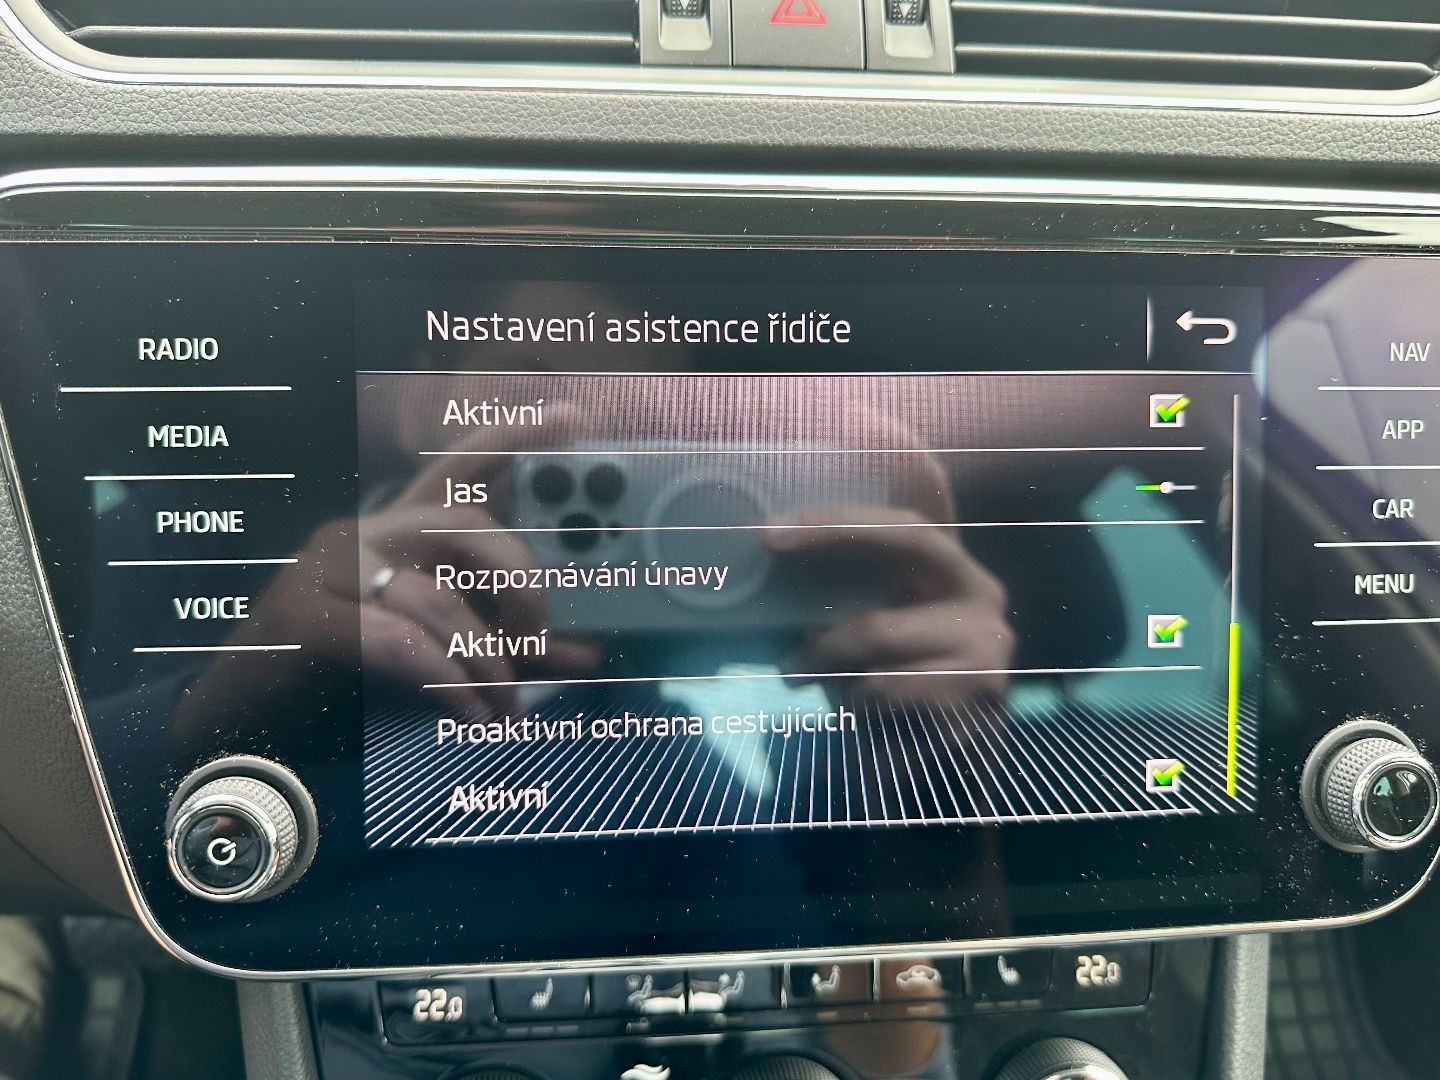 Nastavení asistence řidiče
RADIO
MEDIA
PHONE
VOICE
Aktivní
Jas
Rozpoznávání únavy
Aktivní
Proaktivní ochrana cestujících
Aktivní
NAV
APP
CAR
MENU
22.0
22.0